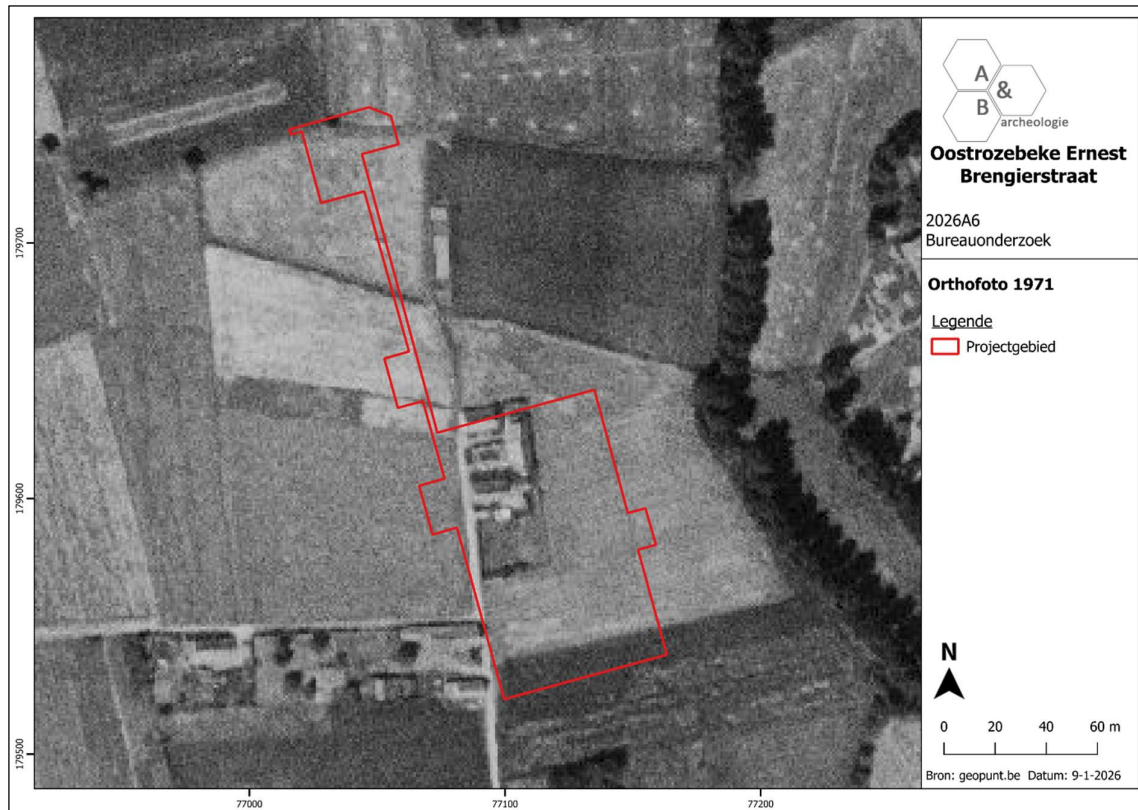 A
&
B
archeologie
Oostrozebeke Ernest
Brengierstraat
2026A6
Bureauonderzoek
Orthofoto 1971
Legende
Projectgebied
N
0 20 40 60 m
Bron: geopunt.be Datum: 9-1-2026
179700
179600
179500
77000 77100 77200